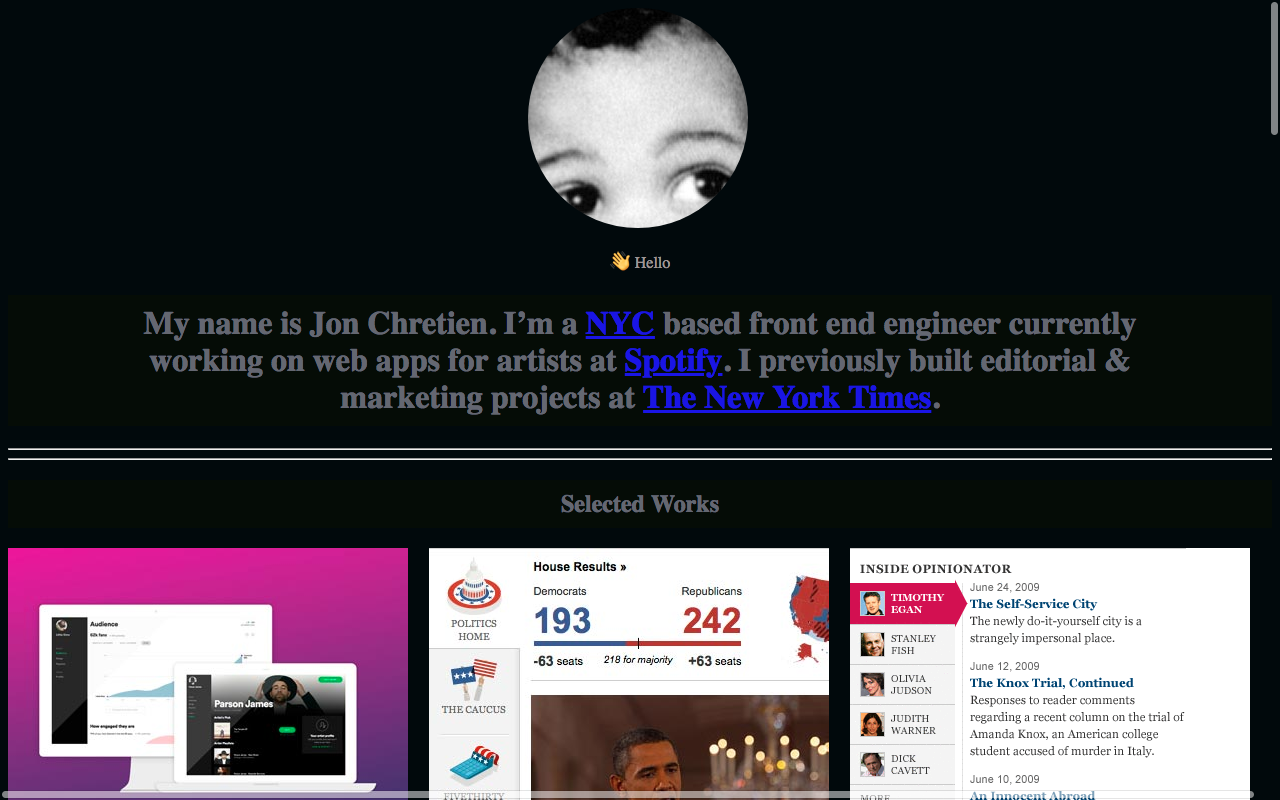 👋 Hello
My name is Jon Chretien. I’m a NYC based front end engineer currently
working on web apps for artists at Spotify. I previously built editorial &
marketing projects at The New York Times.
Selected Works
Audience
How engaged they are
Parson James
POLITICS
HOME
THE CAUCUS
FIVETHIRTY
House Results »
Democrats
Republicans
193
242
-63 seats
218 for majority
+63 seats
INSIDE OPINIONATOR
TIMOTHY
EGAN
STANLEY
FISH
OLIVIA
JUDSON
JUDITH
WARNER
DICK
CAVETT
MORE
June 24, 2009
The Self-Service City
The newly do-it-yourself city is a
strangely impersonal place.
June 12, 2009
The Knox Trial, Continued
Responses to reader comments
regarding a recent column on the trial of
Amanda Knox, an American college
student accused of murder in Italy.
June 10, 2009
An Innocent Abroad